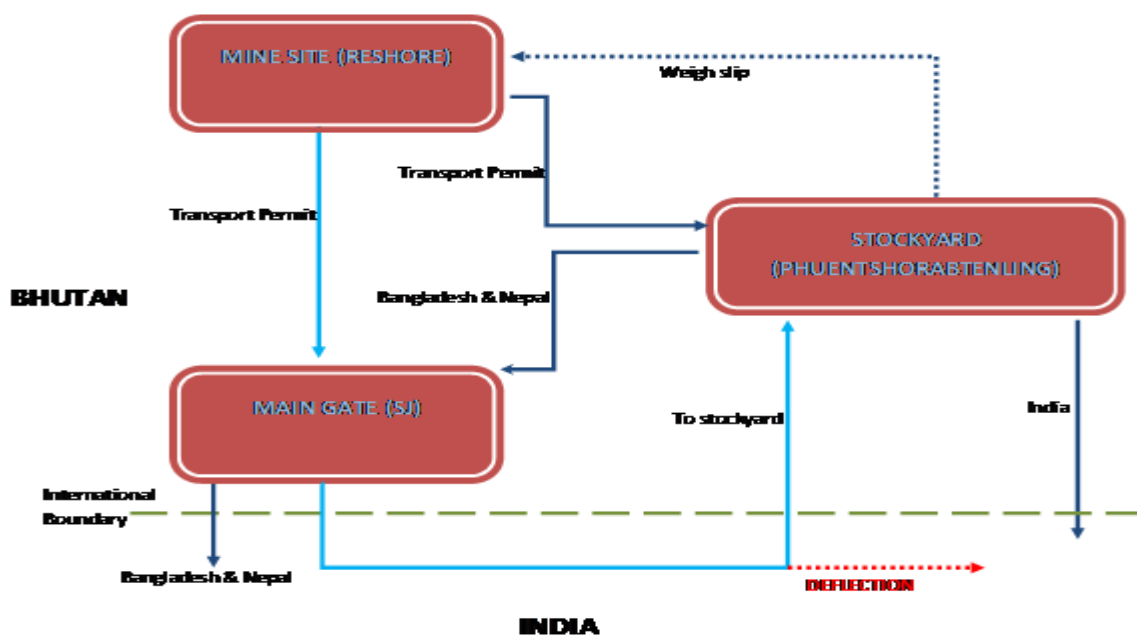 MINE SITE (RESHORE)
Weigh slip
Transport Permit
Transport Permit
STOCKYARD
(PHUENTSHORABTENLING)
BHUTAN
Bangladesh & Nepal
MAIN GATE (SJ)
To stockyard
India
International
Boundary
Bangladesh & Nepal
DEFLECTION
INDIA